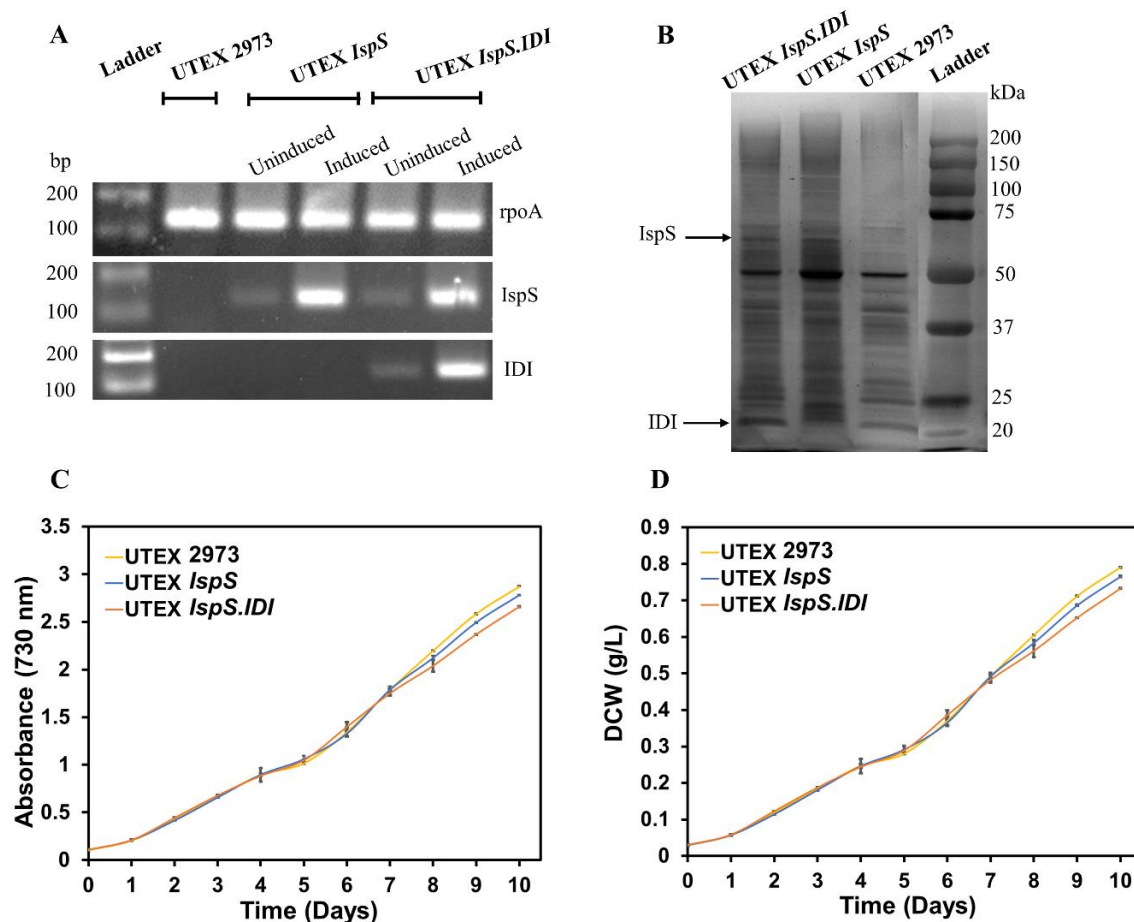 A
Ladder
UTEX 2973
UTEX IspS
UTEX IspS.IDI
bp
Uninduced
Induced
Uninduced
Induced
200
100
rpoA
200
100
IspS
200
100
IDI
B
UTEX IspS.IDI
UTEX IspS
UTEX 2973
Ladder
kDa
200
150
100
75
IspS
50
37
25
IDI
20
C
3.5
3
2.5
2
1.5
1
0.5
0
Absorbance (730 nm)
UTEX 2973
UTEX IspS
UTEX IspS.IDI
0 1 2 3 4 5 6 7 8 9 10
Time (Days)
D
0.9
0.8
0.7
0.6
0.5
0.4
0.3
0.2
0.1
0
DCW (g/L)
UTEX 2973
UTEX IspS
UTEX IspS.IDI
0 1 2 3 4 5 6 7 8 9 10
Time (Days)